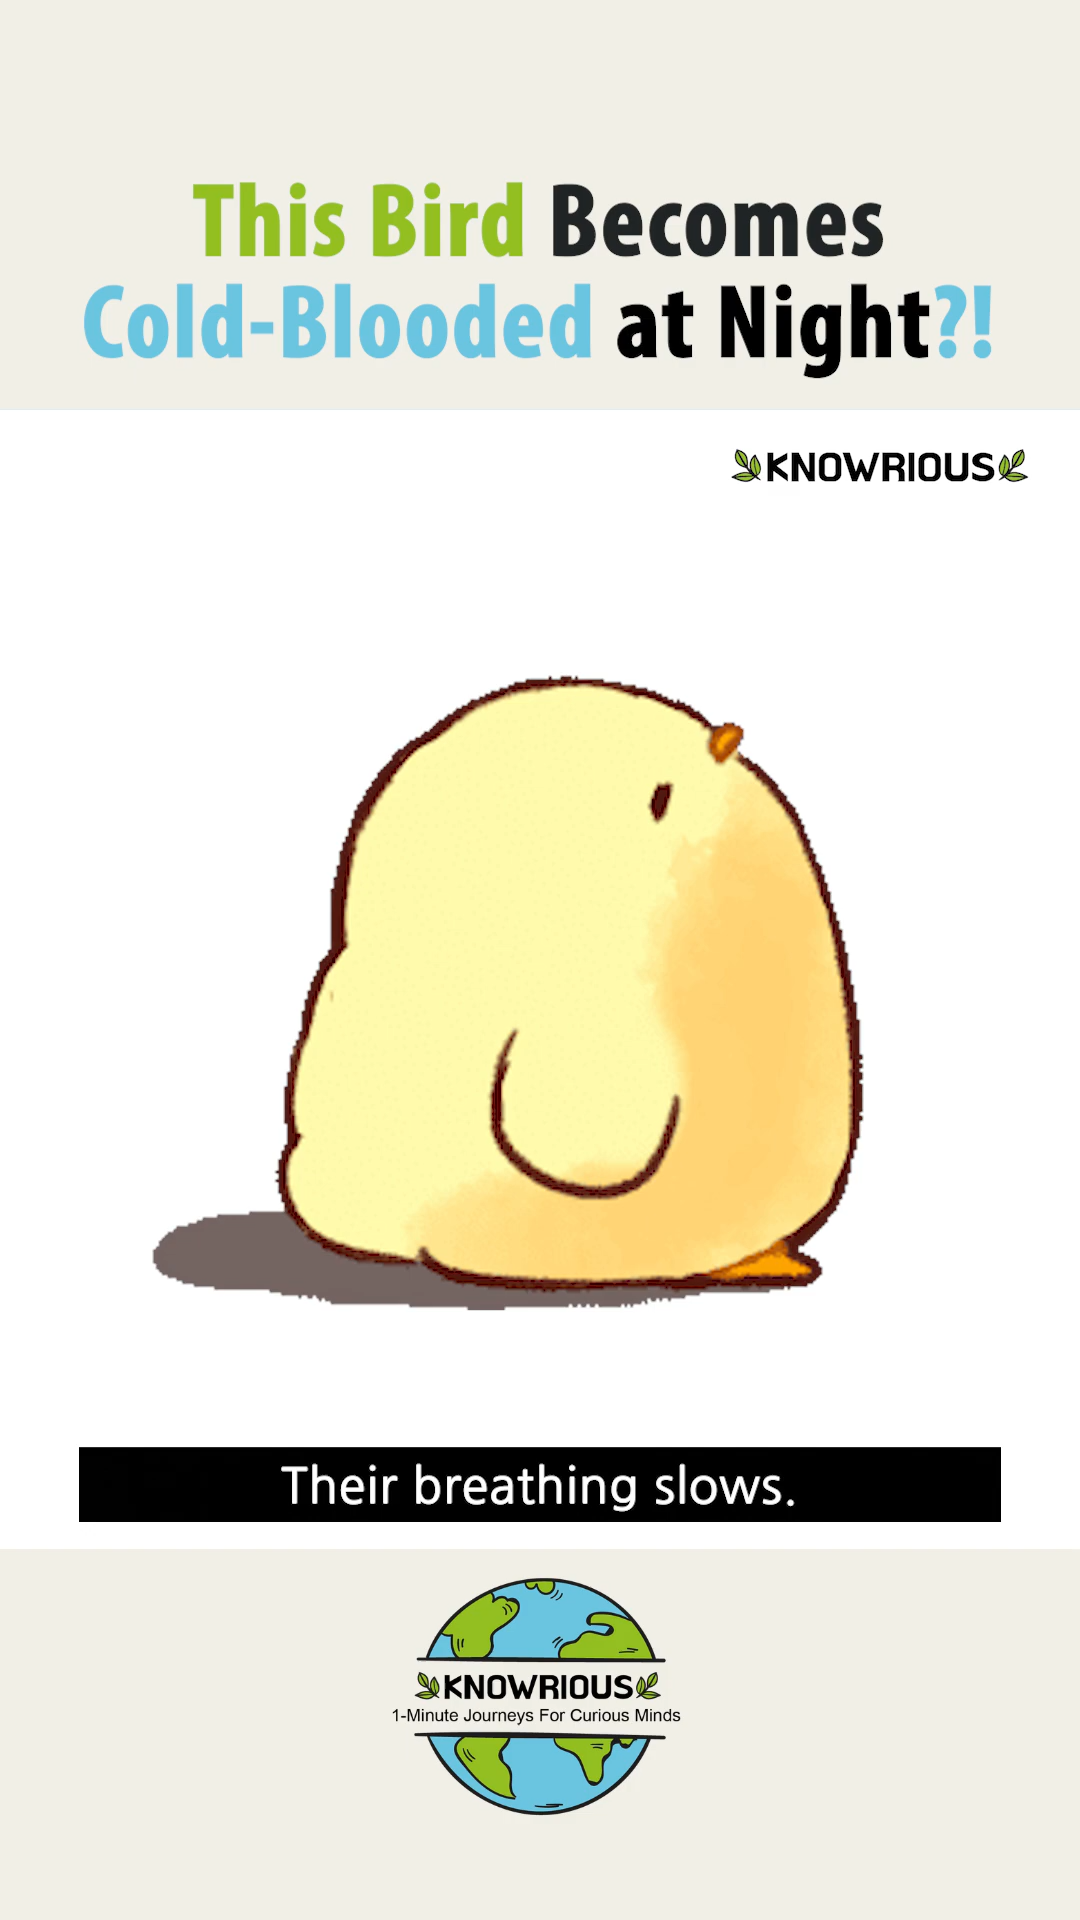 This Bird Becomes
Cold-Blooded at Night?!
KNOWRIOUS
Their breathing slows.
KNOWRIOUS
1-Minute Journeys For Curious Minds